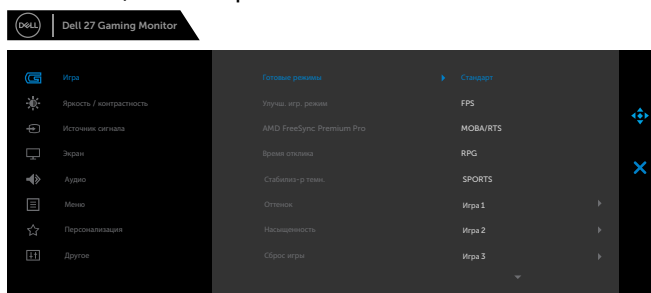 DELL Dell 27 Gaming Monitor
Игра Готовые режимы Стандарт
Яркость / контрастность Улучш. игр. режим FPS
Источник сигнала AMD FreeSync Premium Pro MOBA/RTS
Экран Время отклика RPG
Аудио Стабилиз-р темн. SPORTS
Меню Оттенок Игра 1
Персонализация Насыщенность Игра 2
Другое Сброс игры Игра 3